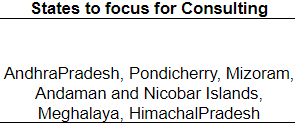 States to focus for Consulting
AndhraPradesh, Pondicherry, Mizoram,
Andaman and Nicobar Islands,
Meghalaya, HimachalPradesh